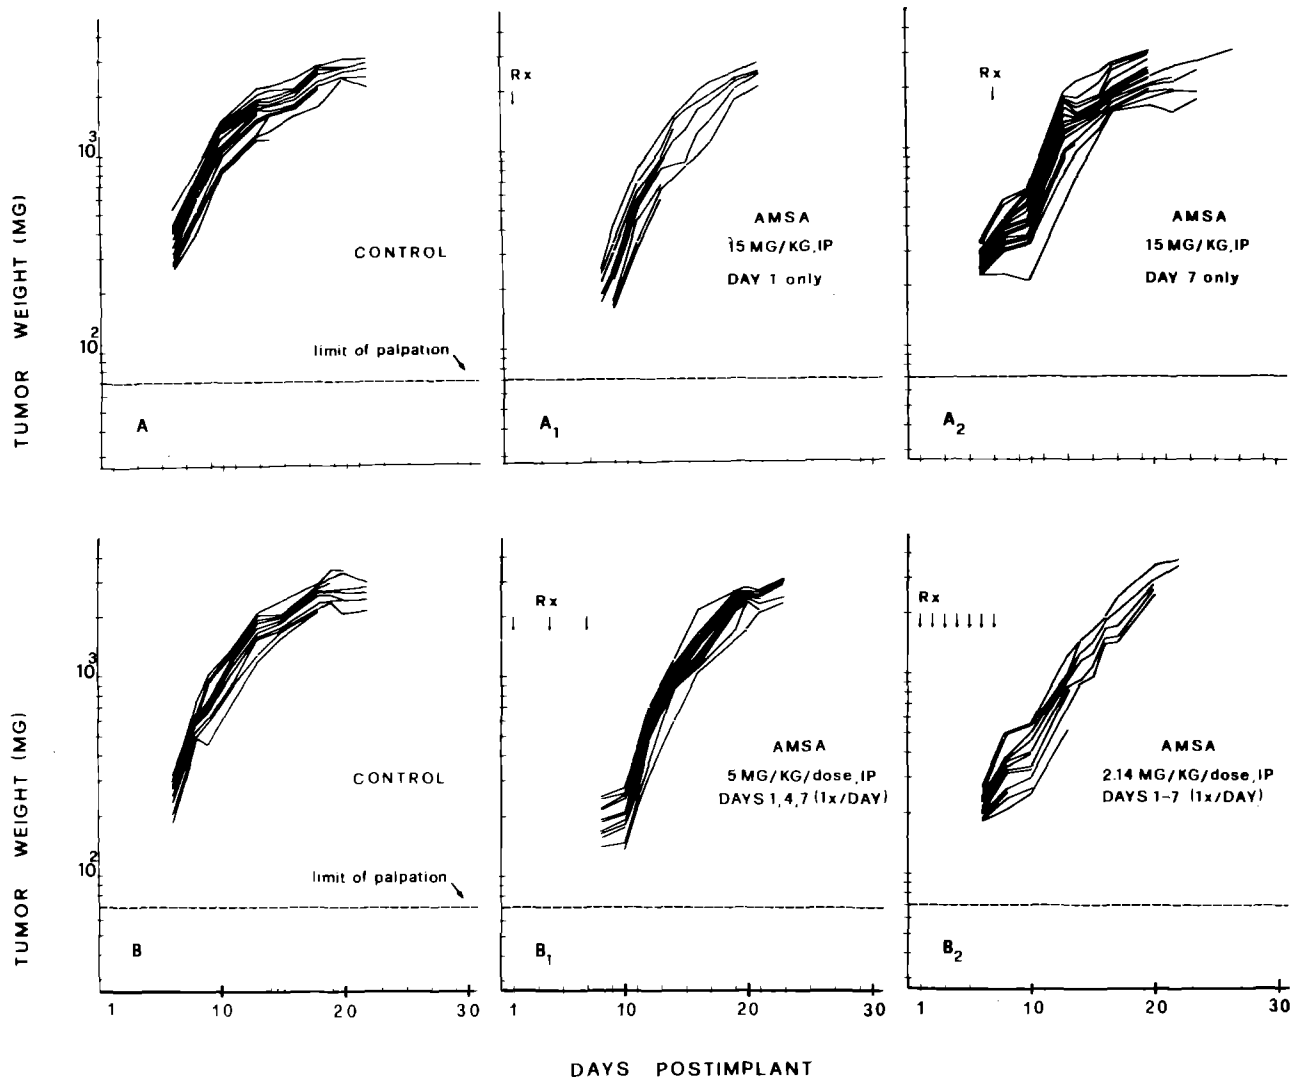 TUMOR WEIGHT (MG)
10³
10²
CONTROL
limit of palpation
A
Rx
AMSA
15 MG/KG, IP
DAY 1 only
A₁
Rx
AMSA
15 MG/KG, IP
DAY 7 only
A₂
TUMOR WEIGHT (MG)
10³
10²
CONTROL
limit of palpation
B
1 10 20 30
Rx
AMSA
5 MG/KG/dose, IP
DAYS 1,4,7 (1x/DAY)
B₁
1 10 20 30
Rx
AMSA
2.14 MG/KG/dose, IP
DAYS 1-7 (1x/DAY)
B₂
1 10 20 30
DAYS POSTIMPLANT